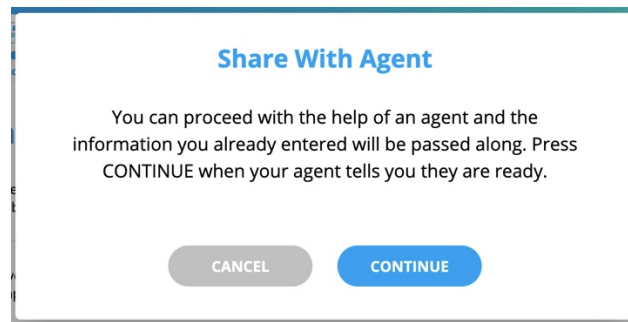 Share With Agent
You can proceed with the help of an agent and the
information you already entered will be passed along. Press
CONTINUE when your agent tells you they are ready.
CANCEL
CONTINUE